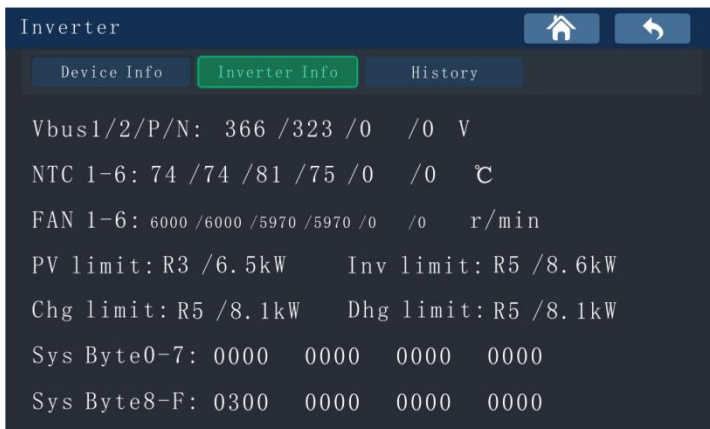 Inverter
Device Info Inverter Info History
Vbus1/2/P/N: 366 /323 /0 /0 V
NTC 1-6: 74 /74 /81 /75 /0 /0 ℃
FAN 1-6: 6000 /6000 /5970 /5970 /0 /0 r/min
PV limit: R3 /6.5kW Inv limit: R5 /8.6kW
Chg limit: R5 /8.1kW Dhg limit: R5 /8.1kW
Sys Byte0-7: 0000 0000 0000 0000
Sys Byte8-F: 0300 0000 0000 0000